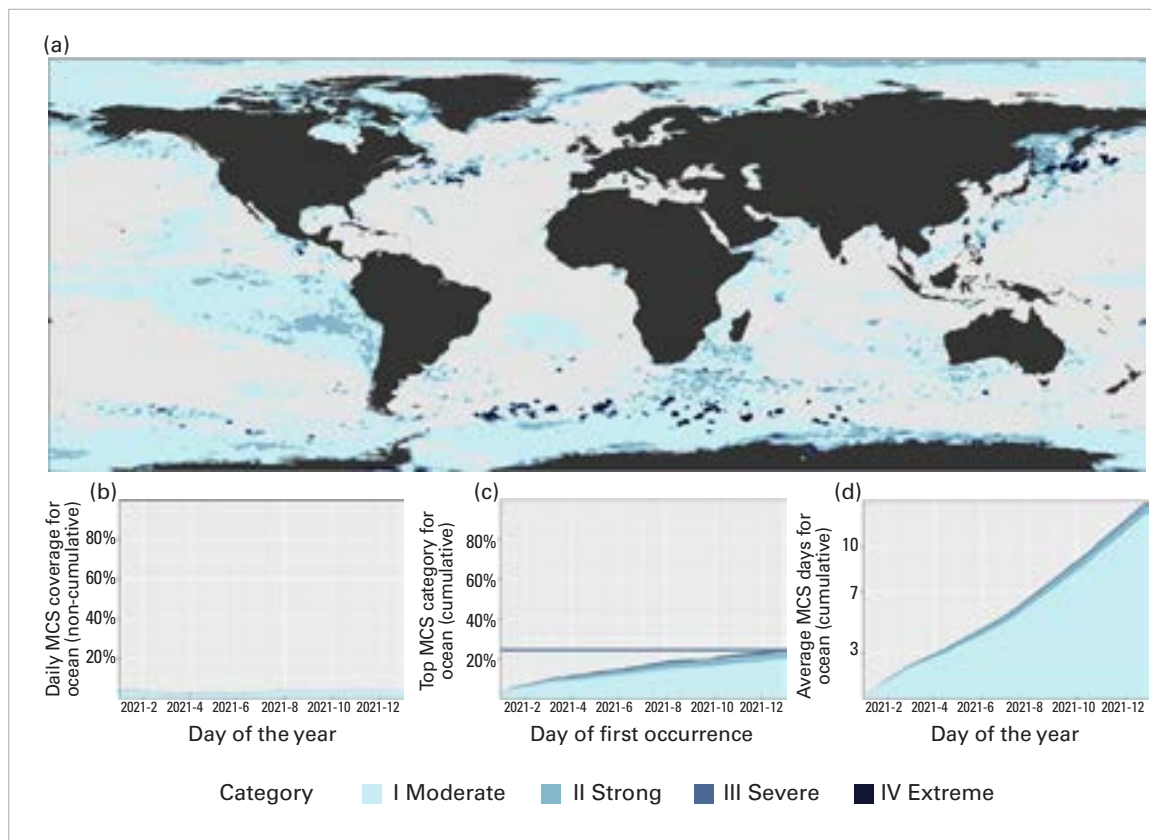 (a)
(b)
Daily MCS coverage for
ocean (non-cumulative)
80%
60%
40%
20%
2021-2 2021-4 2021-6 2021-8 2021-10 2021-12
Day of the year
(c)
Top MCS category for
ocean (cumulative)
80%
60%
40%
20%
2021-2 2021-4 2021-6 2021-8 2021-10 2021-12
Day of first occurrence
(d)
Average MCS days for
ocean (cumulative)
10
7
3
2021-2 2021-4 2021-6 2021-8 2021-10 2021-12
Day of the year
Category I Moderate II Strong III Severe IV Extreme